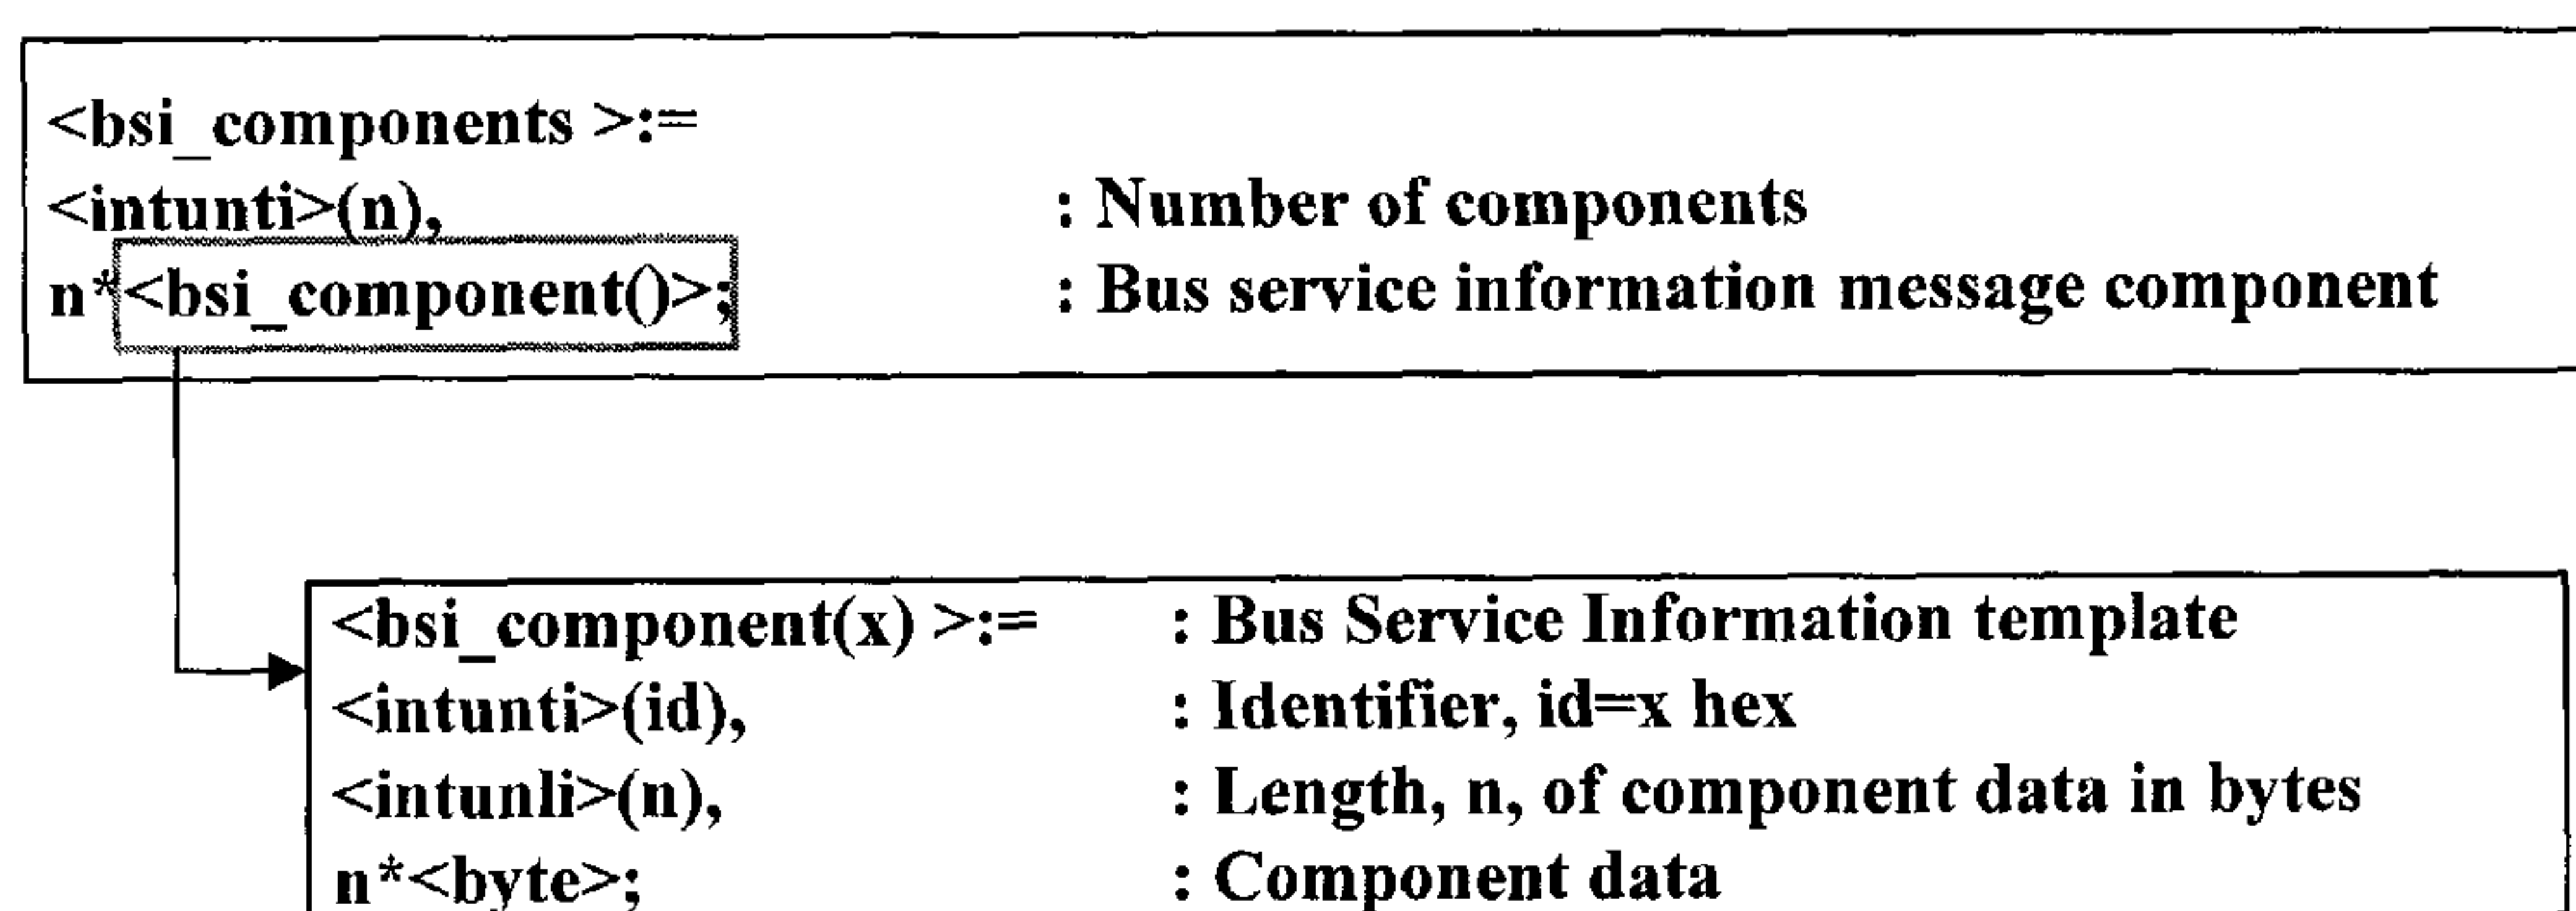 <bsi_components >:=
<intunti>(n), : Number of components
n*<bsi_component()>; : Bus service information message component
<bsi_component(x) >:= : Bus Service Information template
<intunti>(id), : Identifier, id=x hex
<intunli>(n), : Length, n, of component data in bytes
n*<byte>; : Component data